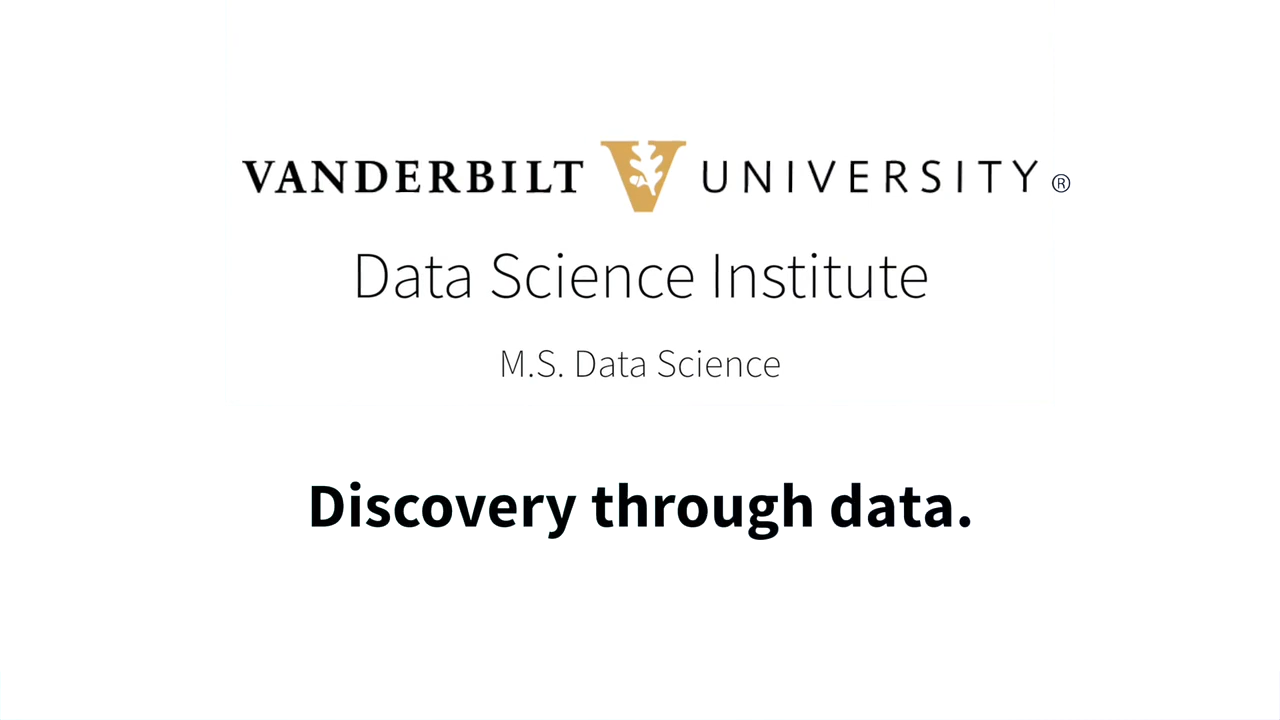 VANDERBILT V UNIVERSITY®
Data Science Institute
M.S. Data Science
Discovery through data.